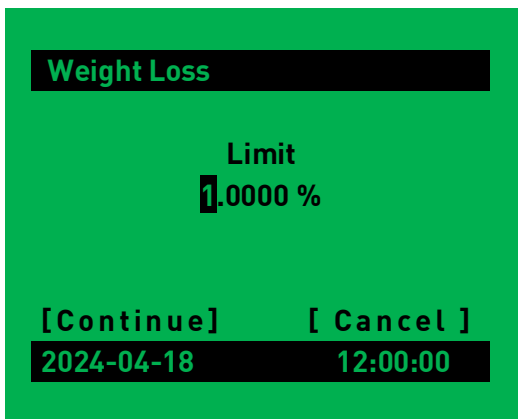 Weight Loss
Limit
1.0000 %
[Continue] [ Cancel ]
2024-04-18 12:00:00